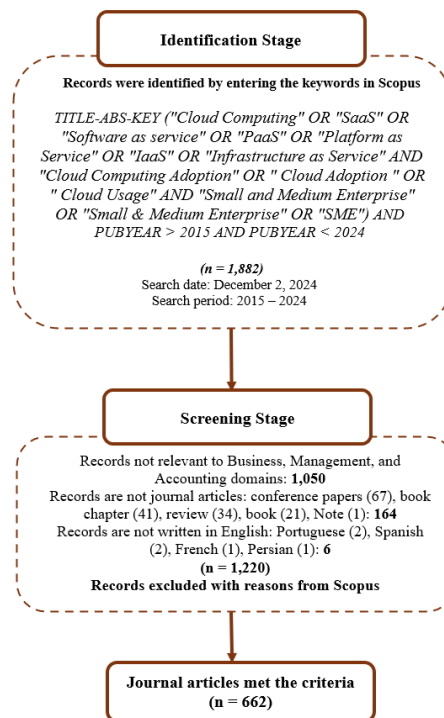 Identification Stage
Records were identified by entering the keywords in Scopus
TITLE-ABS-KEY ("Cloud Computing" OR "SaaS" OR
"Software as service" OR "PaaS" OR "Platform as
Service" OR "IaaS" OR "Infrastructure as Service" AND
"Cloud Computing Adoption" OR " Cloud Adoption " OR
" Cloud Usage" AND "Small and Medium Enterprise"
OR "Small & Medium Enterprise" OR "SME") AND
PUBYEAR > 2015 AND PUBYEAR < 2024
(n = 1,882)
Search date: December 2, 2024
Search period: 2015 – 2024
Screening Stage
Records not relevant to Business, Management, and
Accounting domains: 1,050
Records are not journal articles: conference papers (67), book
chapter (41), review (34), book (21), Note (1): 164
Records are not written in English: Portuguese (2), Spanish
(2), French (1), Persian (1): 6
(n = 1,220)
Records excluded with reasons from Scopus
Journal articles met the criteria
(n = 662)